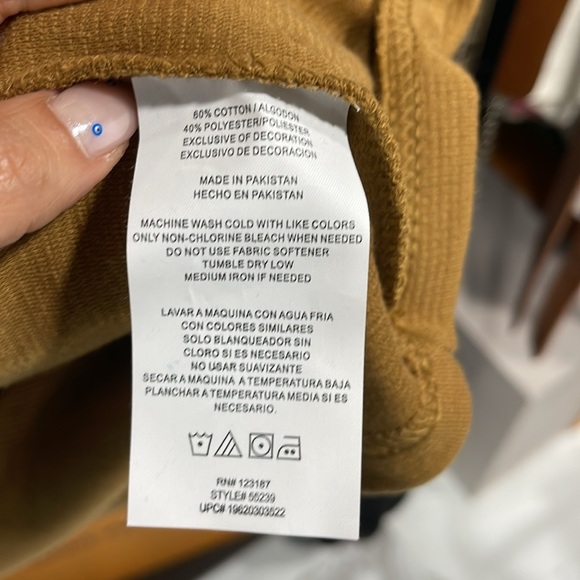 60% COTTON / ALGODON
40% POLYESTER/POLIESTER
EXCLUSIVE OF DECORATION
EXCLUSIVO DE DECORACION
MADE IN PAKISTAN
HECHO EN PAKISTAN
MACHINE WASH COLD WITH LIKE COLORS
ONLY NON-CHLORINE BLEACH WHEN NEEDED
DO NOT USE FABRIC SOFTENER
TUMBLE DRY LOW
MEDIUM IRON IF NEEDED
LAVAR A MAQUINA CON AGUA FRIA
CON COLORES SIMILARES
SOLO BLANQUEADOR SIN
CLORO SI ES NECESARIO
NO USAR SUAVIZANTE
SECAR A MAQUINA A TEMPERATURA BAJA
PLANCHAR A TEMPERATURA MEDIA SI ES
NECESARIO.
RN# 123187
STYLE# 55239
UPC# 19620303522